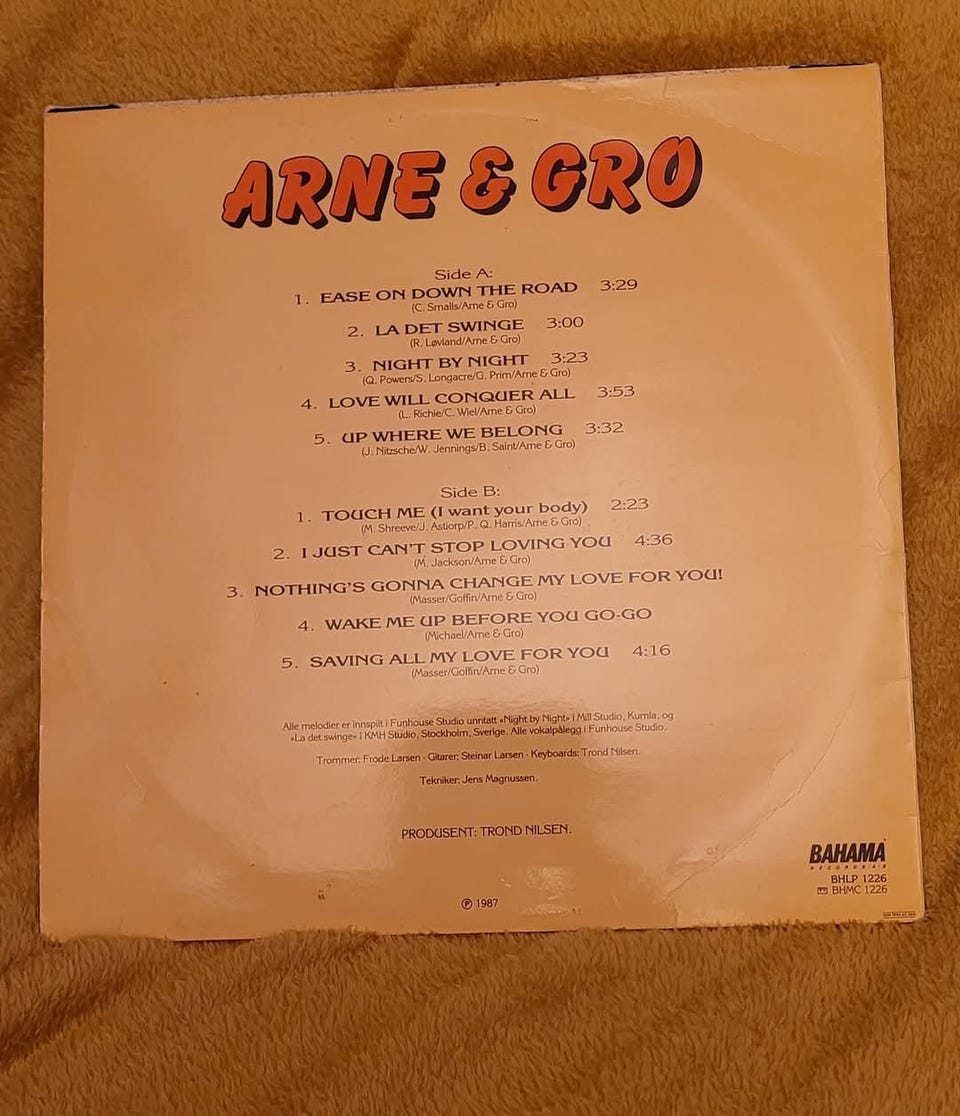 ARNE & GRO
Side A:
1. EASE ON DOWN THE ROAD 3:29
(C. Smalls/Arne & Gro)
2. LA DET SWINGE 3:00
(R. Løvland/Arne & Gro)
3. NIGHT BY NIGHT 3:23
(Q. Powers/S. Longacre/G. Prim/Arne & Gro)
4. LOVE WILL CONQUER ALL 3:53
(L. Richie/C. Wiel/Arne & Gro)
5. UP WHERE WE BELONG 3:32
(J. Nitzsche/W. Jennings/B. Saint/Arne & Gro)
Side B:
1. TOUCH ME (I want your body) 2:23
(M. Shreeve/J. Astiorp/P. Q. Harris/Arne & Gro)
2. I JUST CAN'T STOP LOVING YOU 4:36
(M. Jackson/Arne & Gro)
3. NOTHING'S GONNA CHANGE MY LOVE FOR YOU!
(Masser/Goffin/Arne & Gro)
4. WAKE ME UP BEFORE YOU GO-GO
(Michael/Arne & Gro)
5. SAVING ALL MY LOVE FOR YOU 4:16
(Masser/Goffin/Arne & Gro)
Alle melodier er innspilt i Funhouse Studio unntatt «Night by Night» i Mill Studio, Kumla, og
«La det swinge» i KMH Studio, Stockholm, Sverige. Alle vokalpålegg i Funhouse Studio.
Trommer: Frode Larsen - Gitarer: Steinar Larsen - Keyboards: Trond Nilsen.
Tekniker: Jens Magnussen.
PRODUSENT: TROND NILSEN.
BAHAMA
RECORDS A·S
BHLP 1226
BHMC 1226
℗ 1987